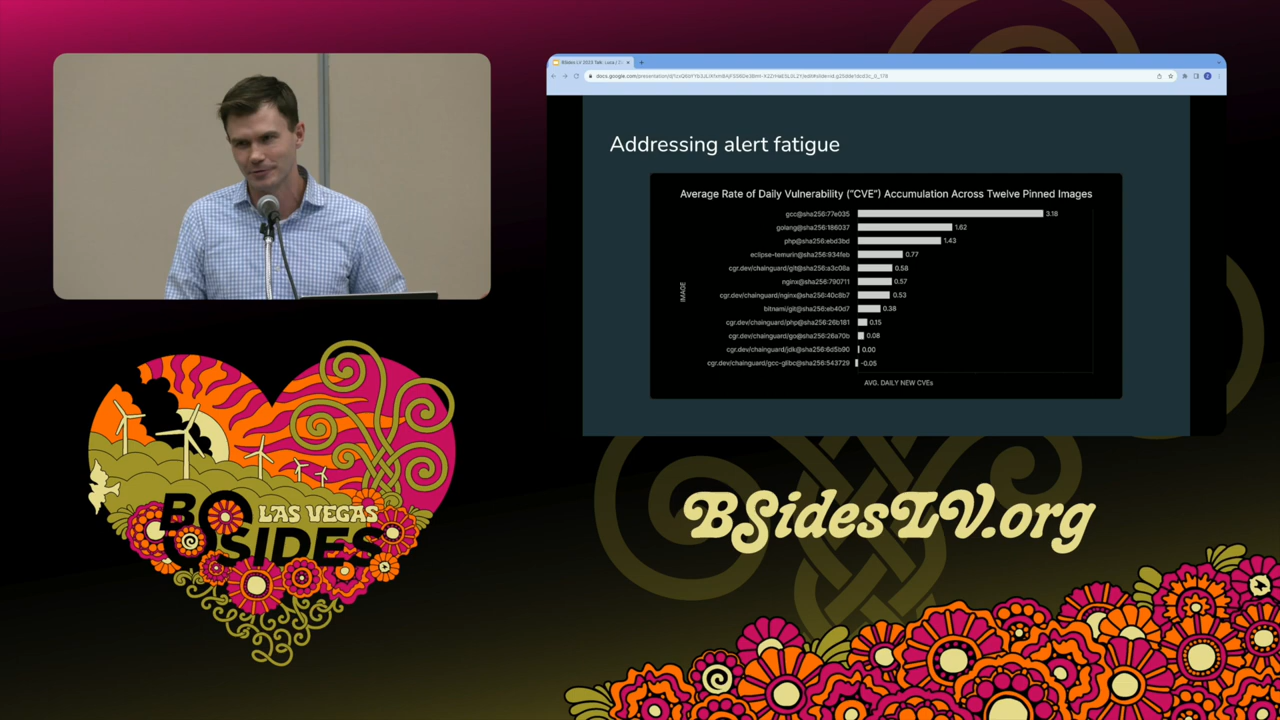 BSides LV 2023 Talk:
Addressing alert fatigue
Average Rate of Daily Vulnerability ("CVE") Accumulation Across Twelve Pinned Images
IMAGE
gcc@sha256:77e035 3.18
golang@sha256:186037 1.62
php@sha256:ebd3bd 1.43
eclipse-temurin@sha256:934feb 0.77
cgr.dev/chainguard/git@sha256:a3c08a 0.58
nginx@sha256:790711 0.57
cgr.dev/chainguard/nginx@sha256:40c8b7 0.53
bitnami/git@sha256:eb40d7 0.38
cgr.dev/chainguard/php@sha256:26b181 0.15
cgr.dev/chainguard/go@sha256:26a70b 0.08
cgr.dev/chainguard/jdk@sha256:6d5b90 0.00
cgr.dev/chainguard/gcc-glibc@sha256:543729 -0.05
AVG. DAILY NEW CVEs
LAS VEGAS
BSIDES
23
BSidesLV.org